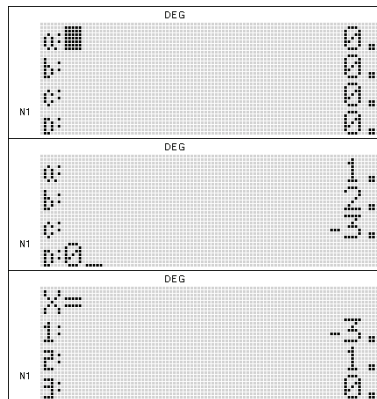 DEG
a: 0.
b: 0.
c: 0.
N1
D: 0.
DEG
a: 1.
b: 2.
c: -3.
N1
D:0_
DEG
X=
1: -3.
2: 1.
N1
3: 0.